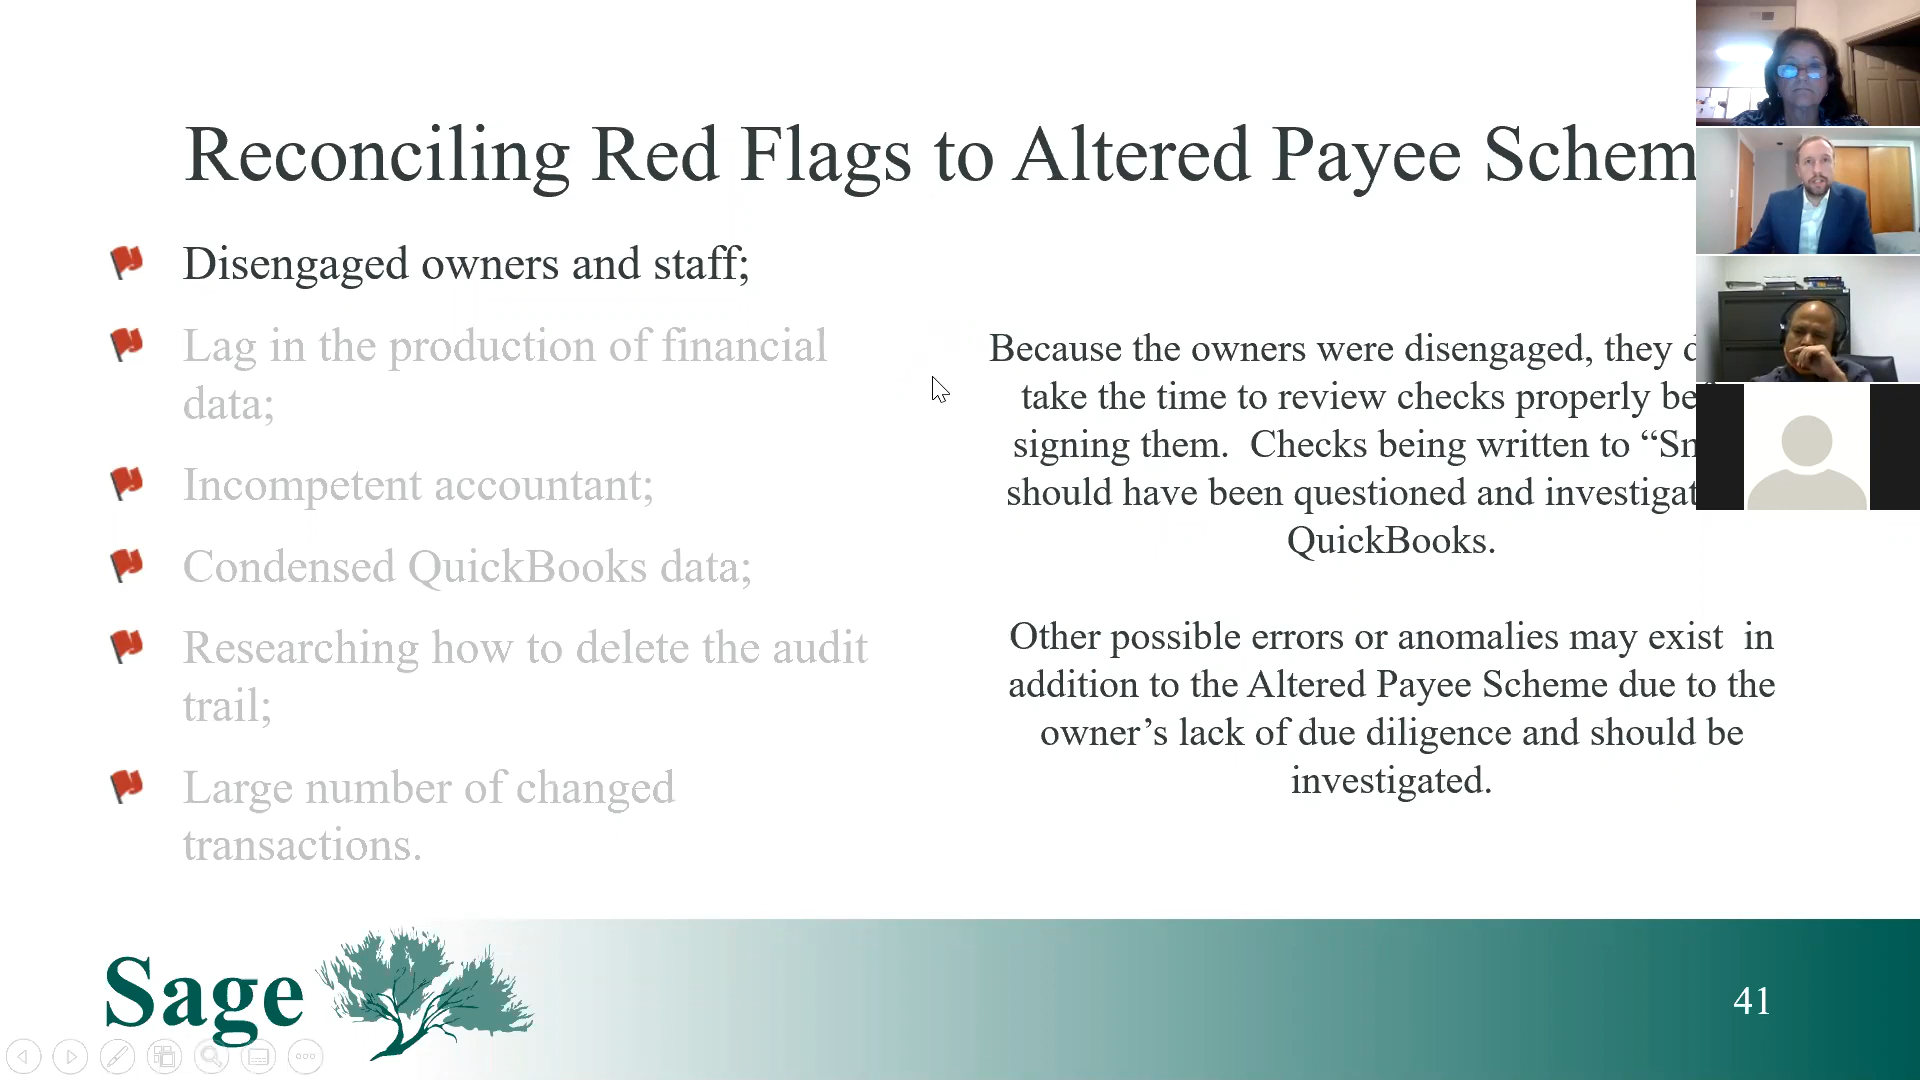 Reconciling Red Flags to Altered Payee Schem
Disengaged owners and staff;
Lag in the production of financial
data;
Incompetent accountant;
Condensed QuickBooks data;
Researching how to delete the audit
trail;
Large number of changed
transactions.
Because the owners were disengaged, they
take the time to review checks properly
signing them. Checks being written to
should have been questioned and
QuickBooks.
Other possible errors or anomalies may exist in
addition to the Altered Payee Scheme due to the
owner’s lack of due diligence and should be
investigated.
Sage
41